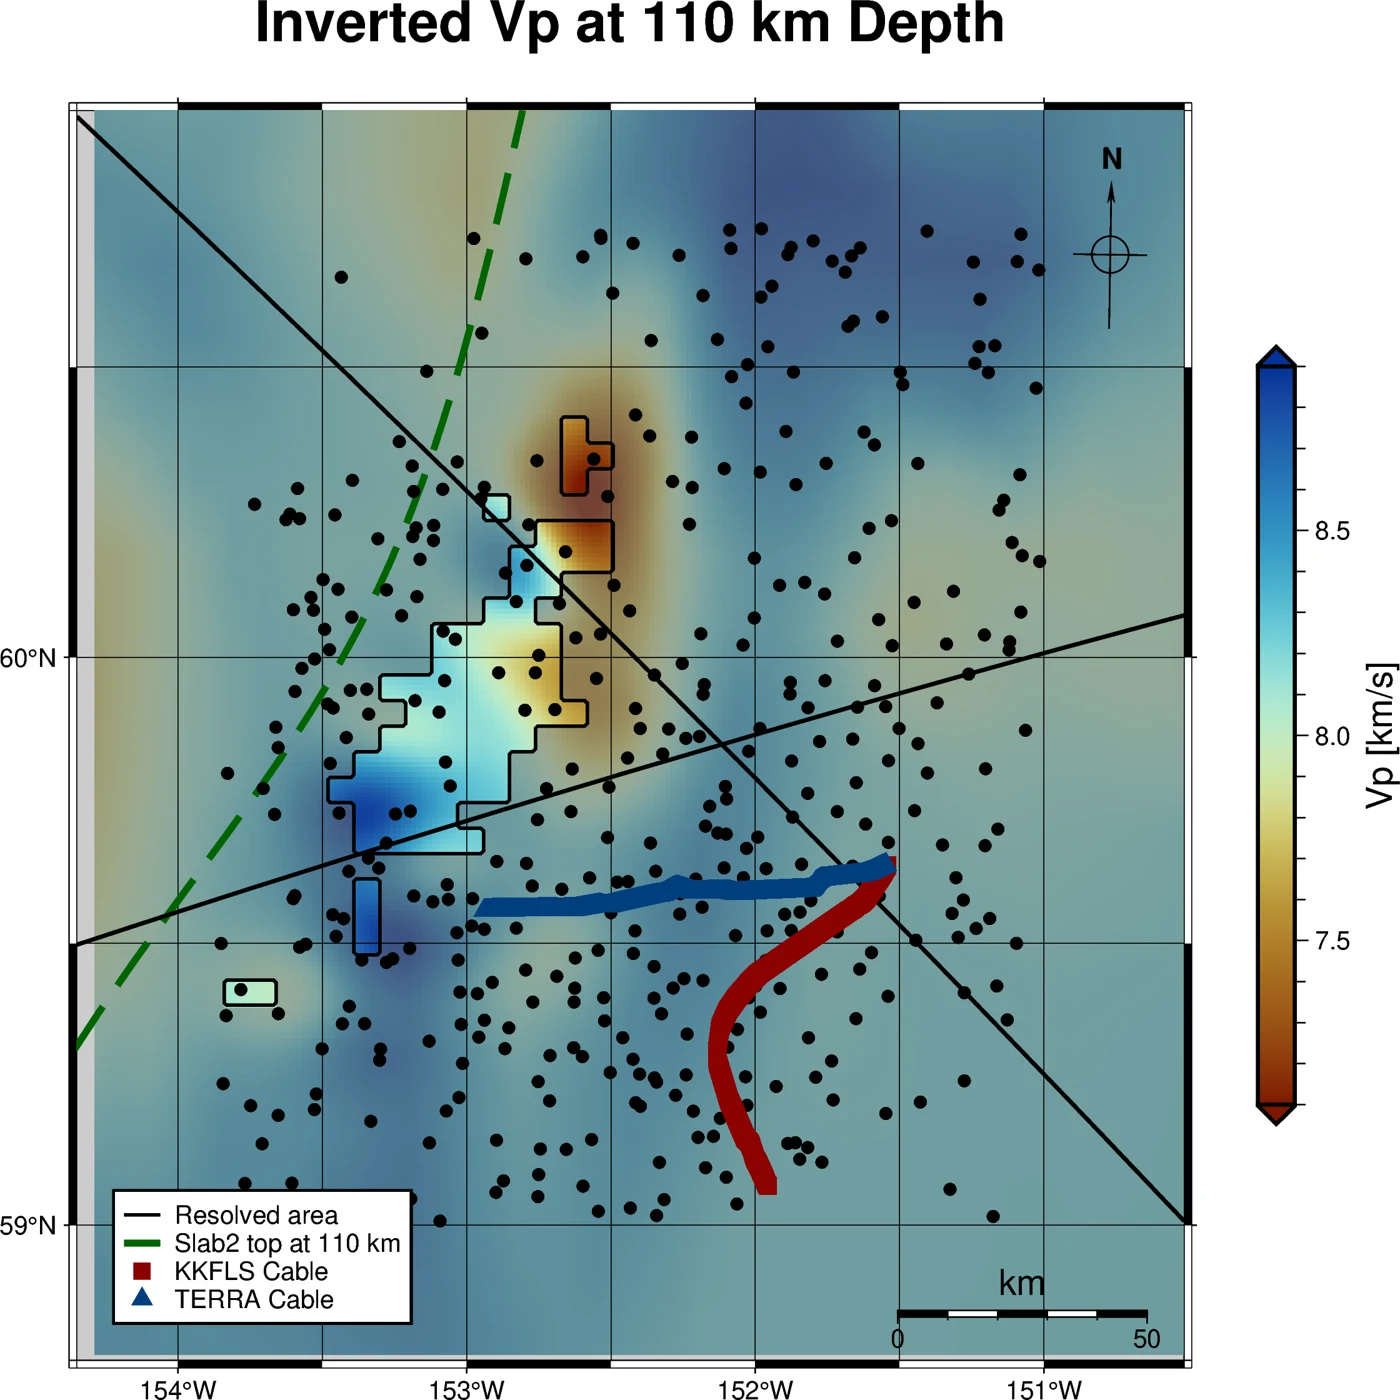 Inverted Vp at 110 km Depth
N
8.5
8.0
7.5
Vp [km/s]
60°N
59°N
Resolved area
Slab2 top at 110 km
KKFLS Cable
TERRA Cable
km
0 50
154°W 153°W 152°W 151°W